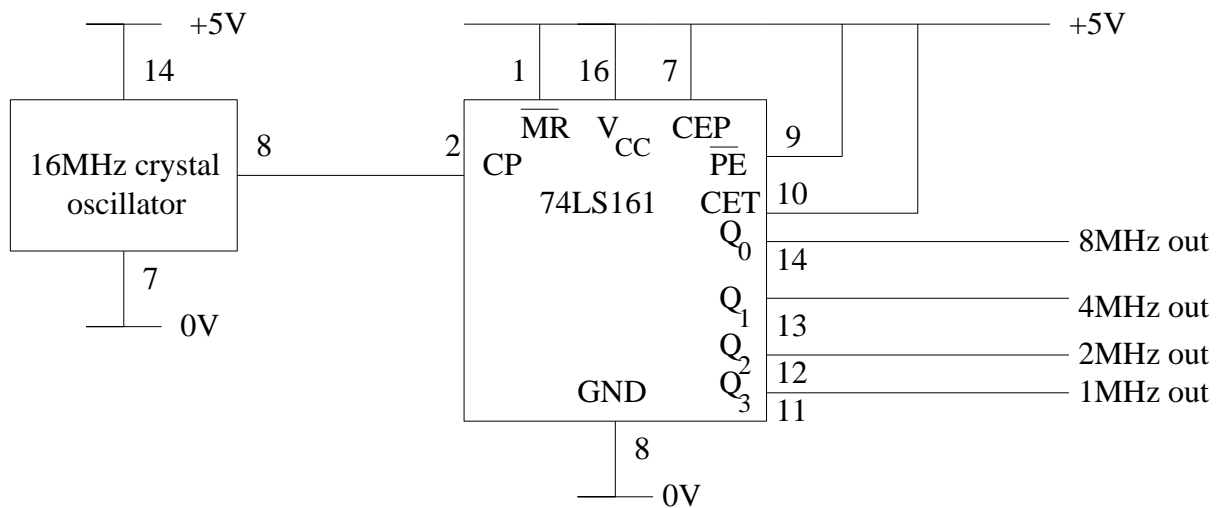 +5V
+5V
14
1
16
7
16MHz crystal
oscillator
8
2
CP
MR
VCC
CEP
PE
9
74LS161
CET
10
Q0
14
8MHz out
7
0V
Q1
13
4MHz out
Q2
12
2MHz out
GND
Q3
11
1MHz out
8
0V